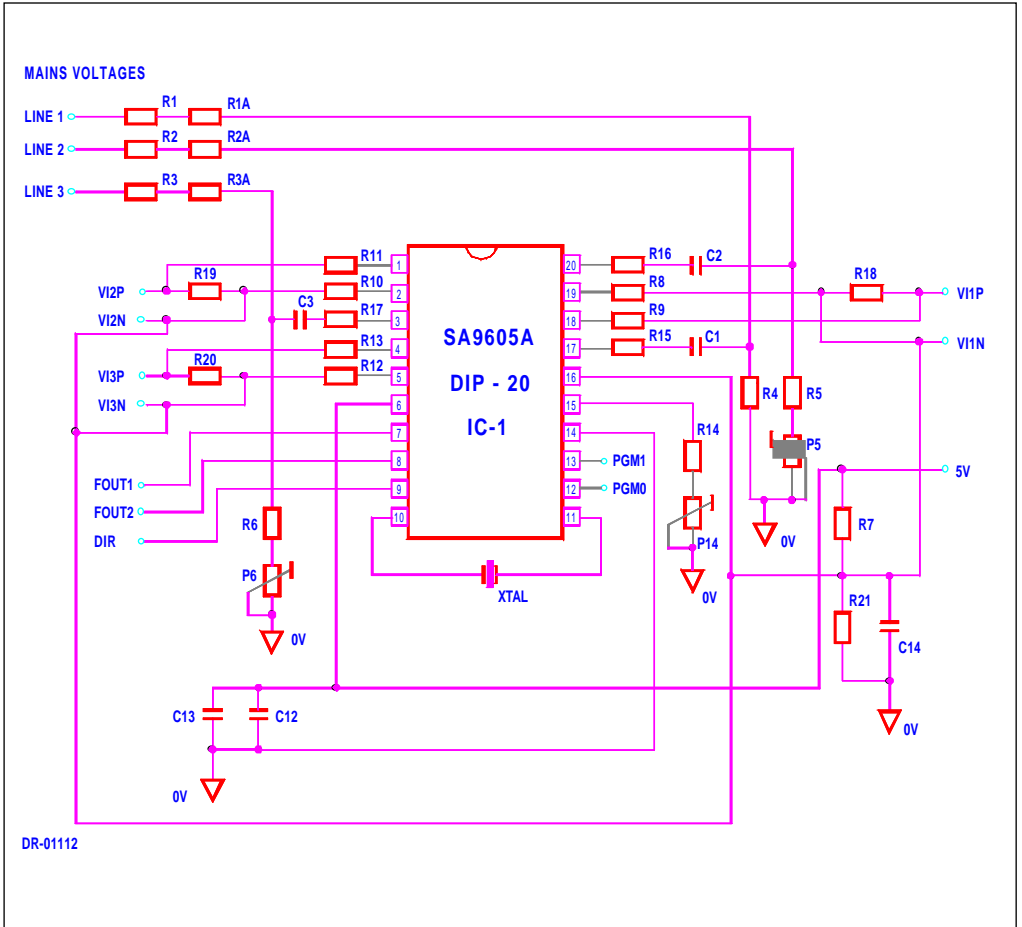 MAINS VOLTAGES
R1 R1A
LINE 1
R2 R2A
LINE 2
R3 R3A
LINE 3
R11
1
20
R16 C2
R19
R10
2
19
R8
R18
VI2P
VI1P
C3
R17
3
18
R9
VI2N
SA9605A
R13
4
17
R15 C1
VI1N
R20
R12
5
16
VI3P
DIP - 20
R4
R5
VI3N
6
15
IC-1
R14
7
14
P5
8
13
PGM1
5V
FOUT1
9
12
PGM0
FOUT2
10
11
R6
R7
DIR
P14
0V
P6
XTAL
0V
R21
0V
C14
C13
C12
0V
0V
DR-01112